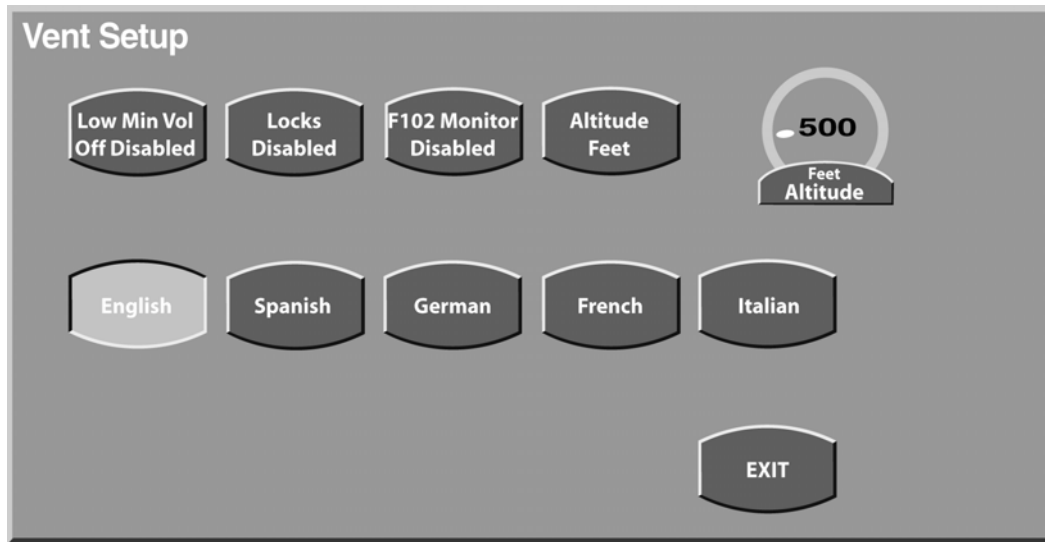 Vent Setup
Low Min Vol
Off Disabled
Locks
Disabled
F102 Monitor
Disabled
Altitude
Feet
500
Feet
Altitude
English
Spanish
German
French
Italian
EXIT